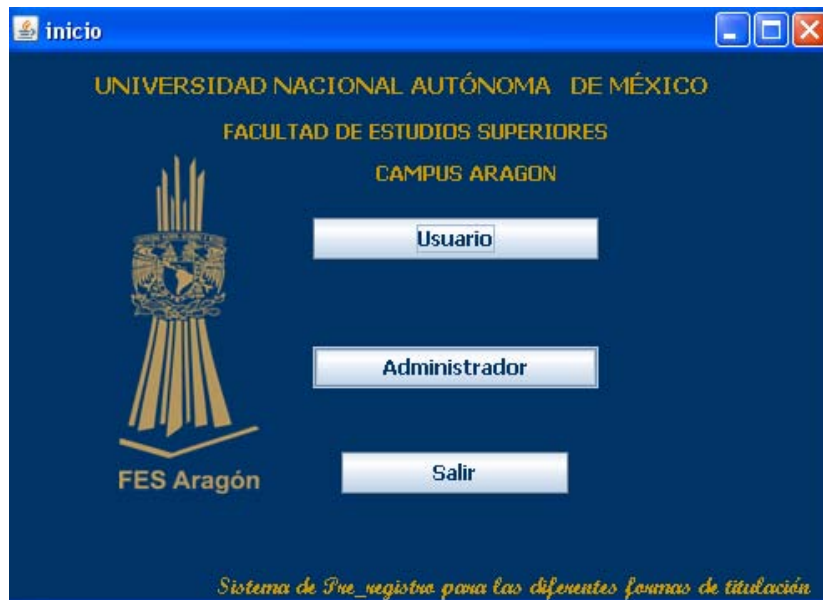 inicio
UNIVERSIDAD NACIONAL AUTÓNOMA DE MÉXICO
FACULTAD DE ESTUDIOS SUPERIORES
CAMPUS ARAGON
Usuario
Administrador
Salir
FES Aragón
Sistema de Pre_registro para las diferentes formas de titulación